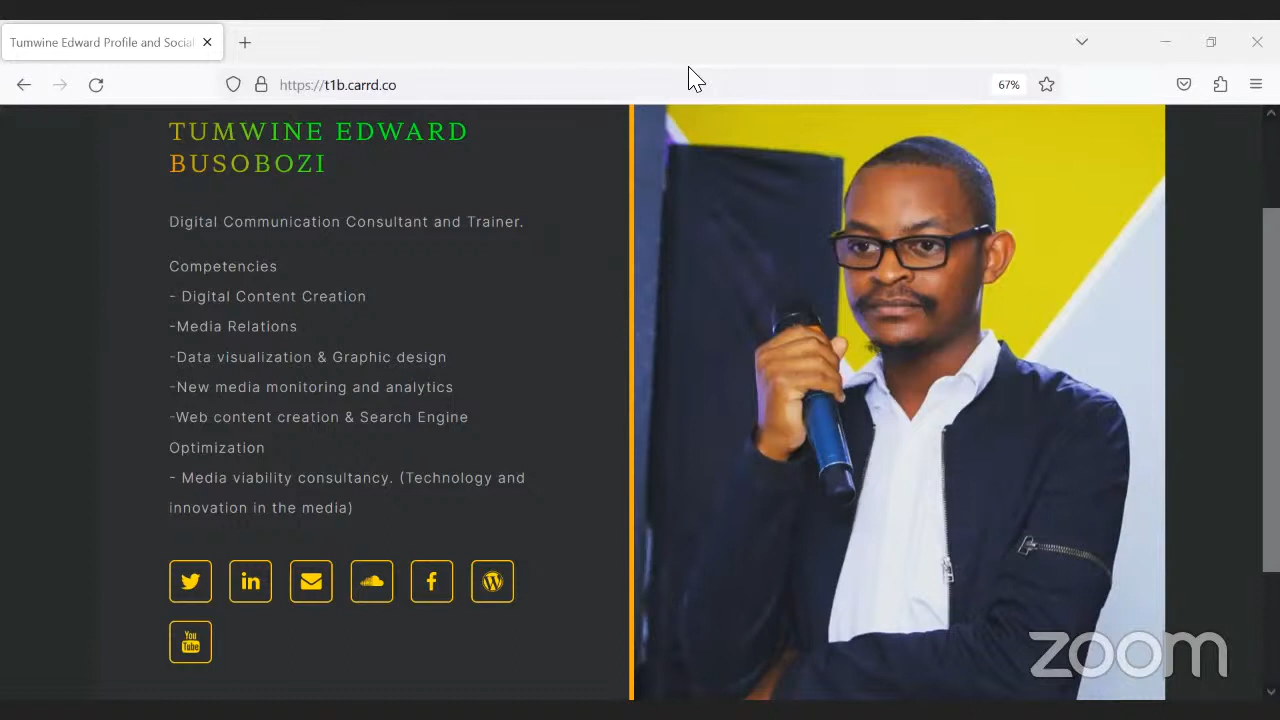 Tumwine Edward Profile and Social
https://t1b.carrd.co
67%
TUMWINE EDWARD
BUSOBOZI
Digital Communication Consultant and Trainer.
Competencies
- Digital Content Creation
-Media Relations
-Data visualization & Graphic design
-New media monitoring and analytics
-Web content creation & Search Engine
Optimization
- Media viability consultancy. (Technology and
innovation in the media)
in
f
You
Tube
zoom